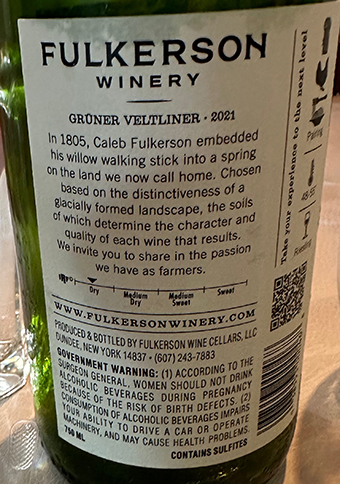 FULKERSON
WINERY
GRÜNER VELTLINER • 2021
In 1805, Caleb Fulkerson embedded
his willow walking stick into a spring
on the land we now call home. Chosen
based on the distinctiveness of a
glacially formed landscape, the soils
of which determine the character and
quality of each wine that results.
We invite you to share in the passion
we have as farmers.
Dry
Medium
Dry
Medium
Sweet
Sweet
WWW.FULKERSONWINERY.COM
PRODUCED & BOTTLED BY FULKERSON WINE CELLARS, LLC
DUNDEE, NEW YORK 14837 • (607) 243-7883
GOVERNMENT WARNING: (1) ACCORDING TO THE
SURGEON GENERAL, WOMEN SHOULD NOT DRINK
ALCOHOLIC BEVERAGES DURING PREGNANCY
BECAUSE OF THE RISK OF BIRTH DEFECTS. (2)
CONSUMPTION OF ALCOHOLIC BEVERAGES IMPAIRS
YOUR ABILITY TO DRIVE A CAR OR OPERATE
MACHINERY, AND MAY CAUSE HEALTH PROBLEMS.
750 ML
CONTAINS SULFITES
Take your experience to the next level
Pairing